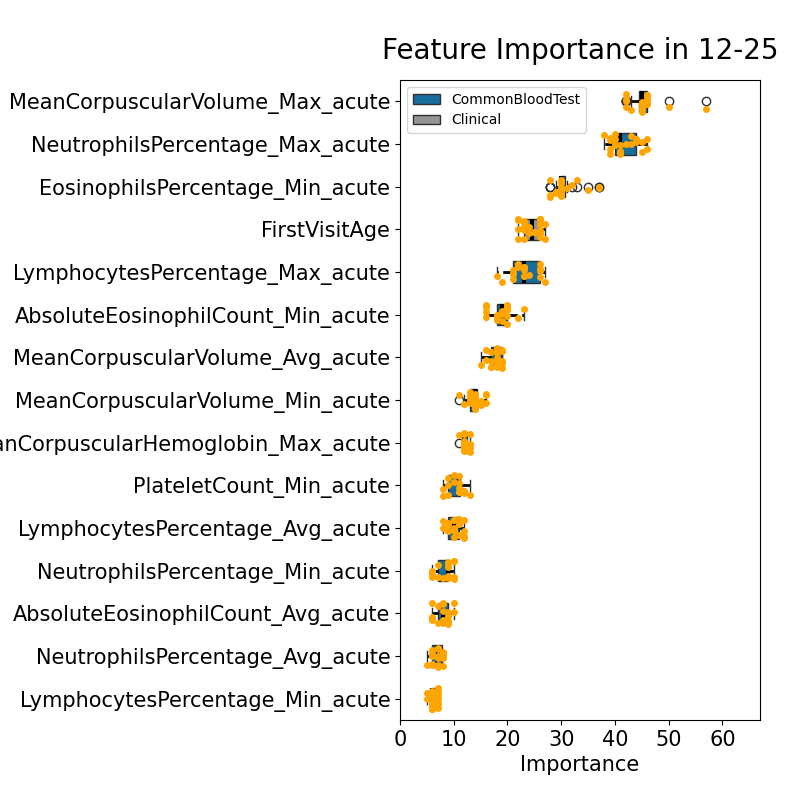 Feature Importance in 12-25
CommonBloodTest
Clinical
MeanCorpuscularVolume_Max_acute
NeutrophilsPercentage_Max_acute
EosinophilsPercentage_Min_acute
FirstVisitAge
LymphocytesPercentage_Max_acute
AbsoluteEosinophilCount_Min_acute
MeanCorpuscularVolume_Avg_acute
MeanCorpuscularVolume_Min_acute
anCorpuscularHemoglobin_Max_acute
PlateletCount_Min_acute
LymphocytesPercentage_Avg_acute
NeutrophilsPercentage_Min_acute
AbsoluteEosinophilCount_Avg_acute
NeutrophilsPercentage_Avg_acute
LymphocytesPercentage_Min_acute
0 10 20 30 40 50 60
Importance